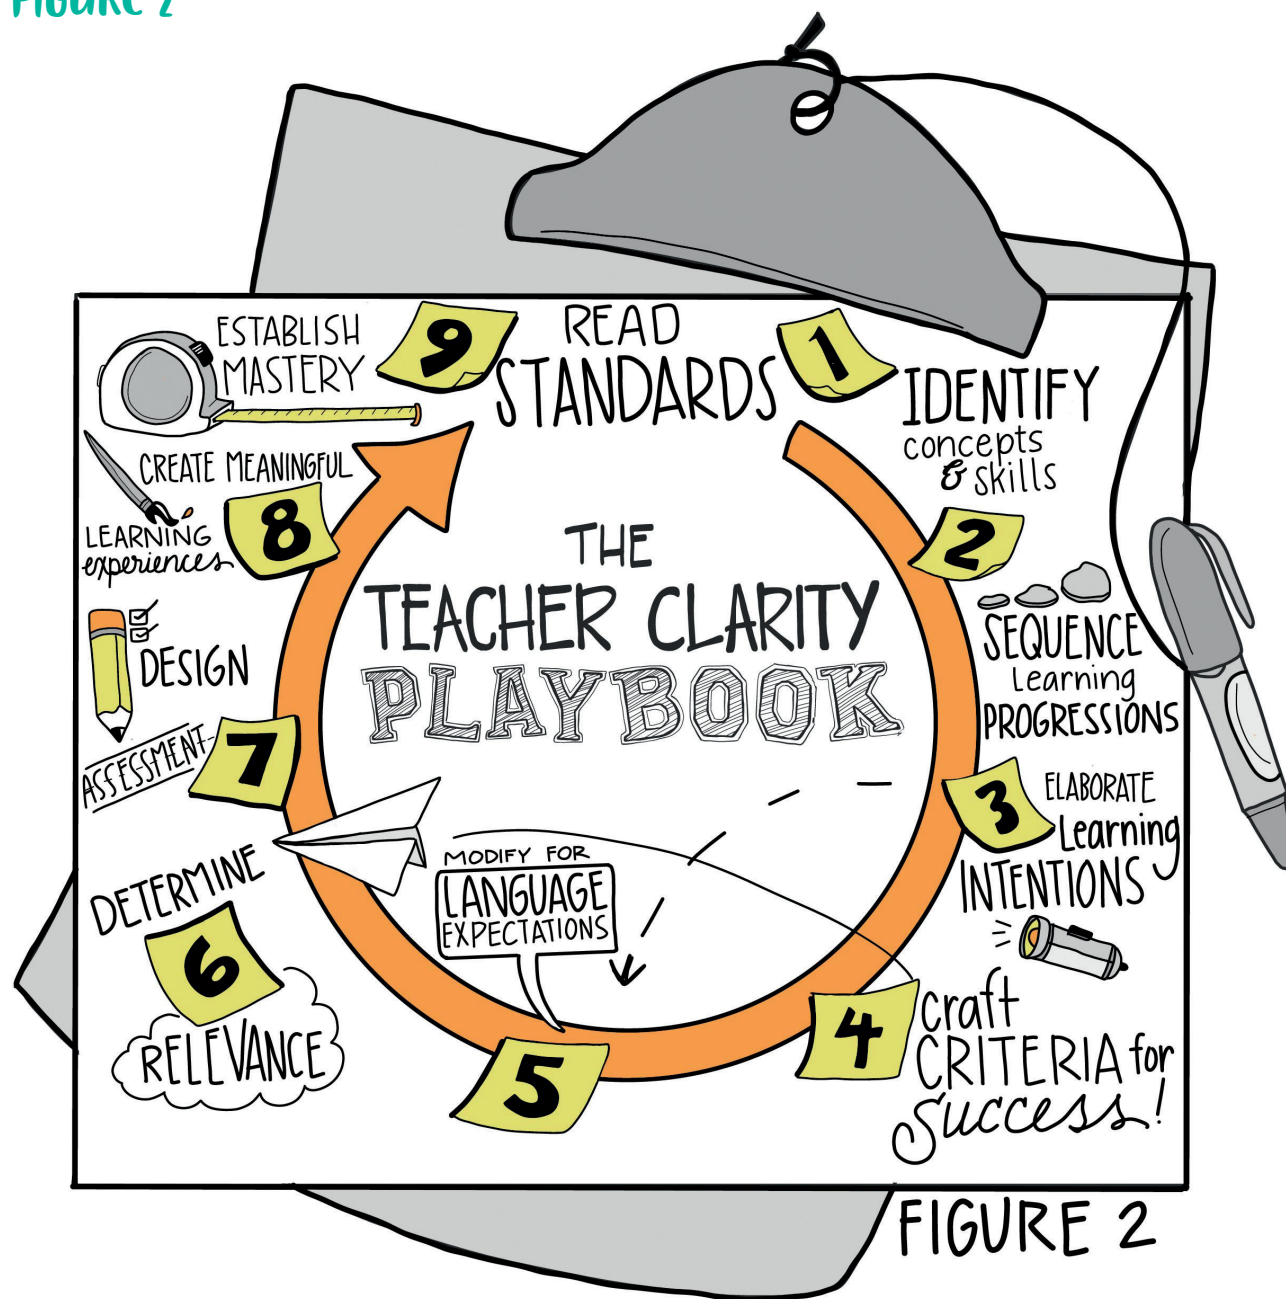 FIGURE 2
READ
STANDARDS
1
IDENTIFY
concepts
& skills
2
SEQUENCE
Learning
PROGRESSIONS
3
ELABORATE
Learning
INTENTIONS
4
craft
CRITERIA for
Success!
5
MODIFY FOR
LANGUAGE
EXPECTATIONS
DETERMINE
6
RELEVANCE
7
DESIGN
ASSESSMENT
8
CREATE MEANINGFUL
LEARNING
experiences
9
ESTABLISH
MASTERY
THE
TEACHER CLARITY
PLAYBOOK
FIGURE 2